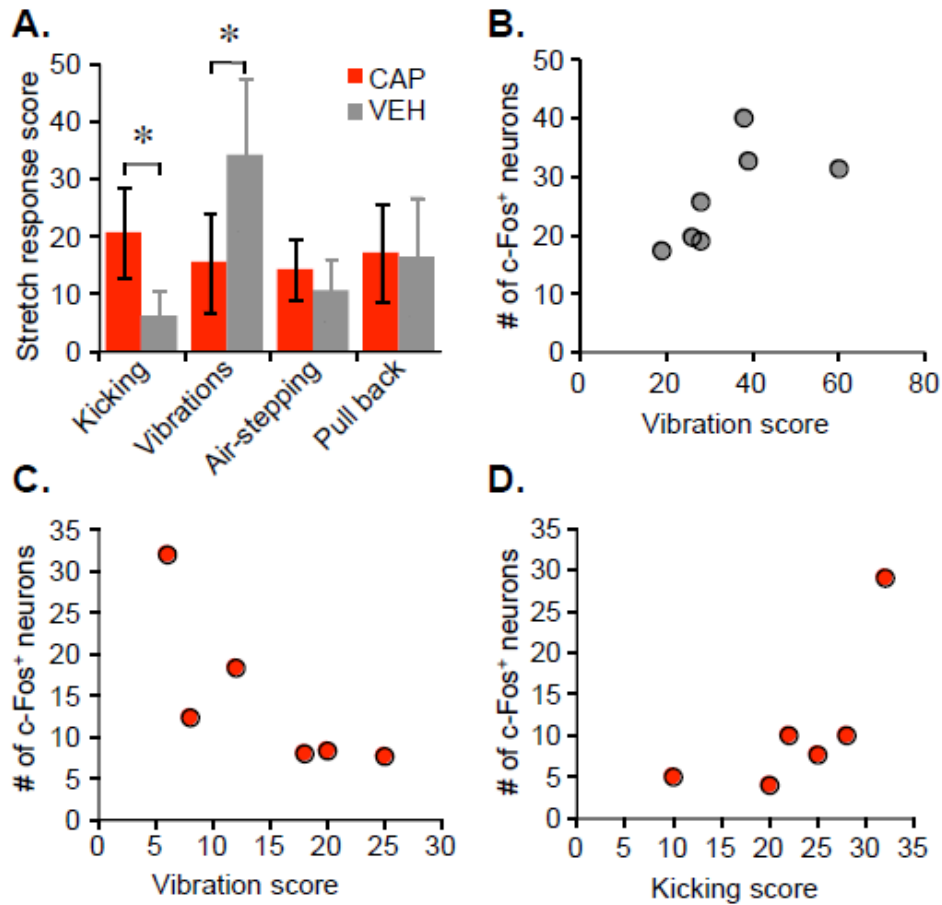 A.
Stretch response score
50
40
30
20
10
0
*
*
CAP
VEH
Kicking
Vibrations
Air-stepping
Pull back
B.
# of c-Fos⁺ neurons
50
40
30
20
10
0
0 20 40 60 80
Vibration score
C.
# of c-Fos⁺ neurons
35
30
25
20
15
10
5
0
0 5 10 15 20 25 30
Vibration score
D.
# of c-Fos⁺ neurons
35
30
25
20
15
10
5
0
0 5 10 15 20 25 30 35
Kicking score